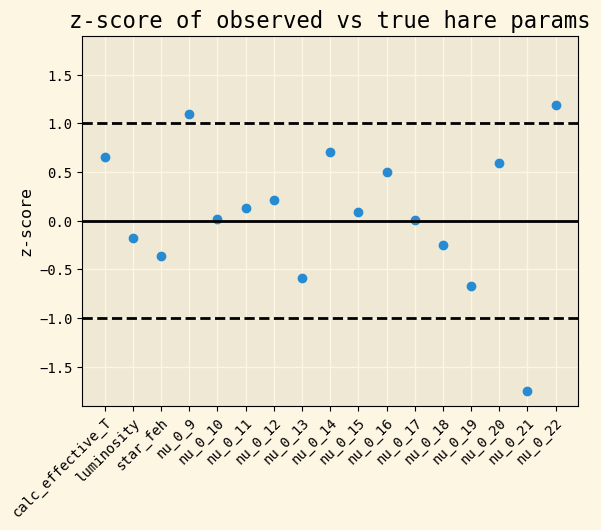 z-score of observed vs true hare params
z-score
1.5
1.0
0.5
0.0
−0.5
−1.0
−1.5
calc_effective_T
luminosity
star_feh
nu_0_9
nu_0_10
nu_0_11
nu_0_12
nu_0_13
nu_0_14
nu_0_15
nu_0_16
nu_0_17
nu_0_18
nu_0_19
nu_0_20
nu_0_21
nu_0_22